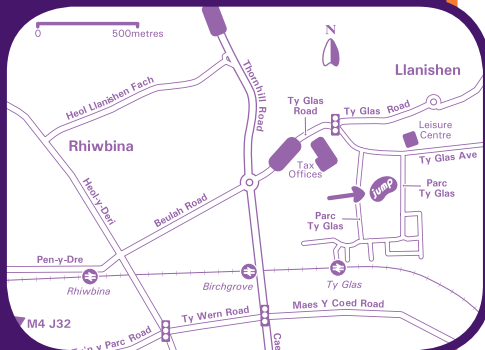 0 500metres
N
Llanishen
Heol Llanishen Fach
Thornhill Road
Ty Glas
Road
Ty Glas Road
Leisure
Centre
Rhiwbina
Ty Glas Ave
Tax
Offices
Heol-y-Deri
jump
Parc
Ty Glas
Beulah Road
Parc
Ty Glas
Pen-y-Dre
Rhiwbina
Birchgrove
Ty Glas
Maes Y Coed Road
Ty Wern Road
M4 J32
Parc Road